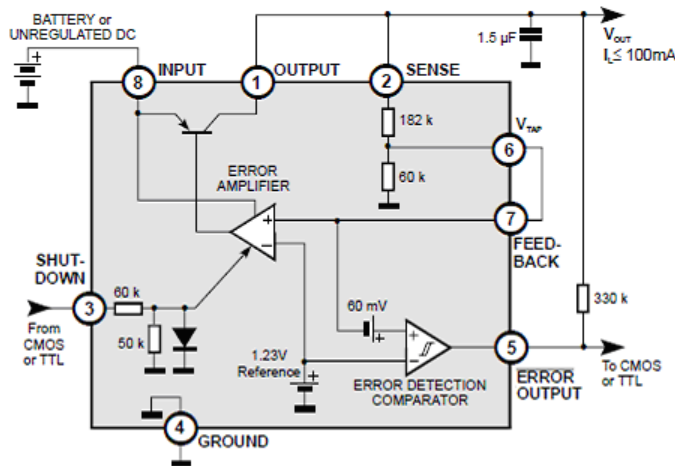 BATTERY or
UNREGULATED DC
1.5 µF
VOUT
IL ≤ 100mA
INPUT
OUTPUT
SENSE
8
1
2
182 k
VTAP
6
60 k
ERROR
AMPLIFIER
+
−
7
FEED-
BACK
SHUT-
DOWN
3
60 k
50 k
From
CMOS
or TTL
60 mV
+
−
330 k
1.23V
Reference
+
5
ERROR
OUTPUT
To CMOS
or TTL
ERROR DETECTION
COMPARATOR
4
GROUND